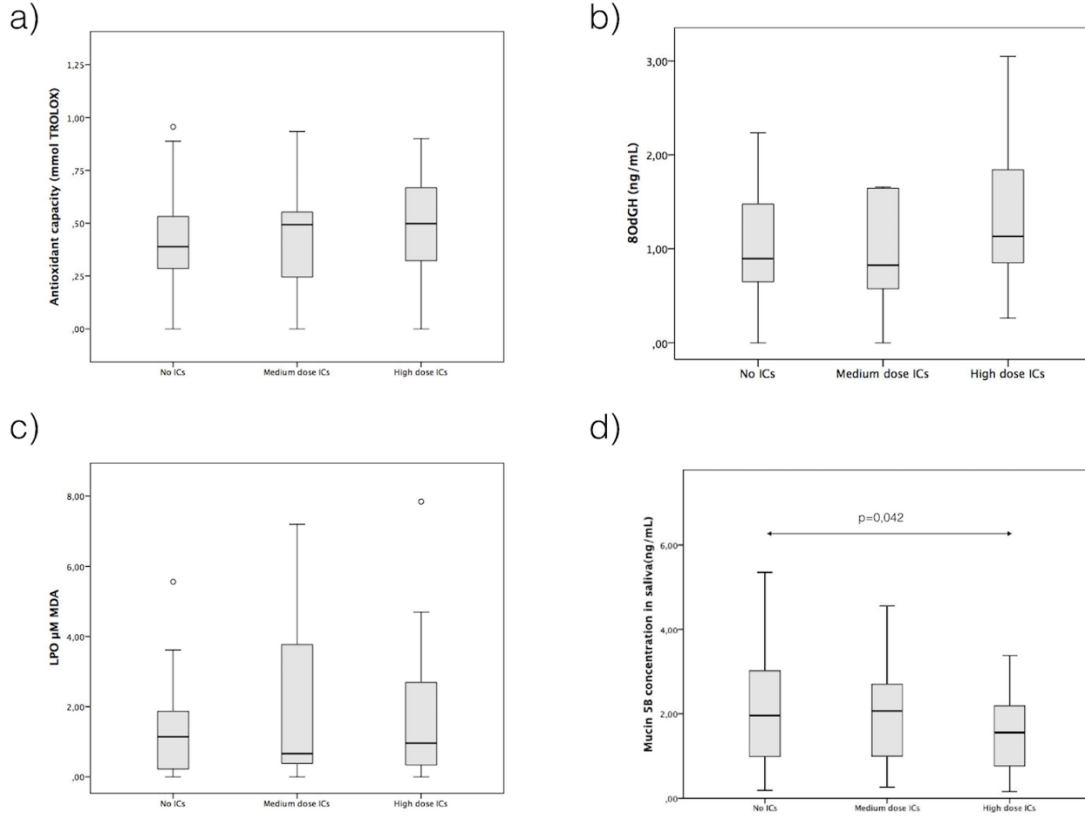 a)
Antioxidant capacity (mmol TROLOX)
1,25
1,00
,75
,50
,25
,00
No ICs Medium dose ICs High dose ICs
b)
8OdGH (ng/mL)
3,00
2,00
1,00
,00
No ICs Medium dose ICs High dose ICs
c)
LPO µM MDA
8,00
6,00
4,00
2,00
,00
No ICs Medium dose ICs High dose ICs
d)
Mucin 5B concentration in saliva(ng/mL)
p=0,042
6,00
4,00
2,00
,00
No ICs Medium dose ICs High dose ICs